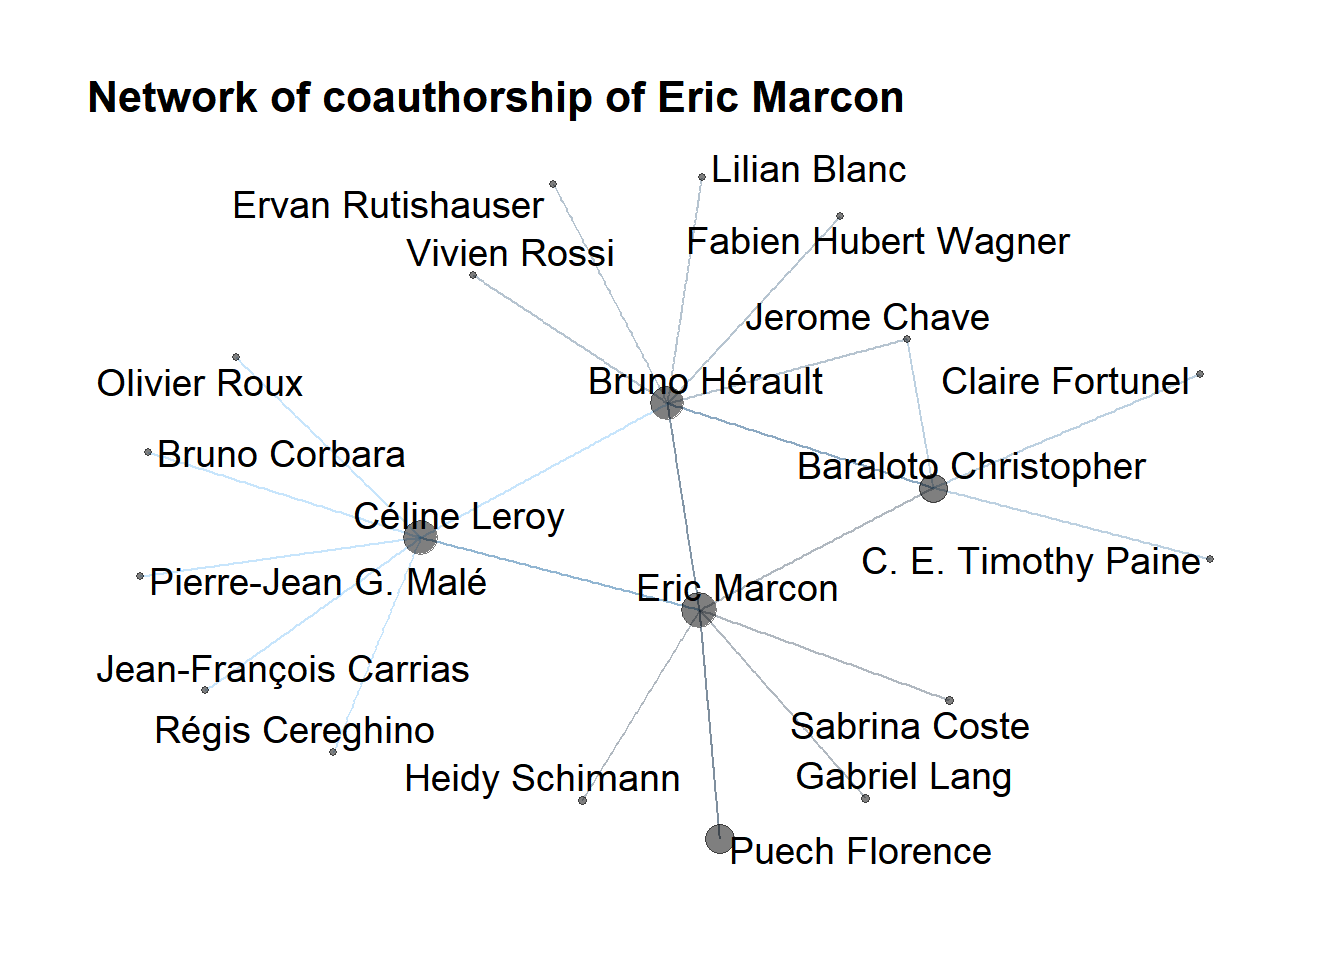 Network of coauthorship of Eric Marcon
Lilian Blanc
Ervan Rutishauser
Fabien Hubert Wagner
Vivien Rossi
Jerome Chave
Olivier Roux
Bruno Hérault
Claire Fortunel
Bruno Corbara
Baraloto Christopher
Céline Leroy
C. E. Timothy Paine
Pierre-Jean G. Malé
Eric Marcon
Jean-François Carrias
Régis Cereghino
Sabrina Coste
Heidy Schimann
Gabriel Lang
Puech Florence